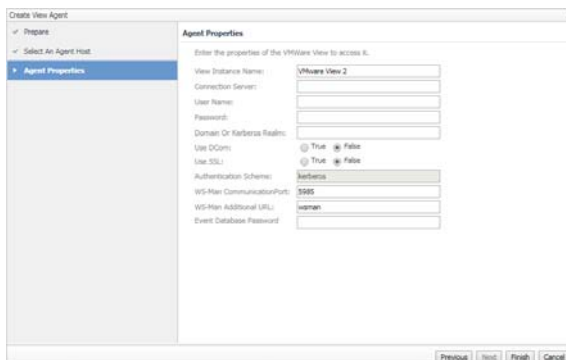 Create View Agent
Prepare
Select An Agent Host
Agent Properties
Agent Properties
Enter the properties of the VMWare View to access it.
View Instance Name: VMware View 2
Connection Server:
User Name:
Password:
Domain Or Kerberos Realm:
Use DCom: True False
Use SSL: True False
Authentication Scheme: kerberos
WS-Man CommunicationPort: 5985
WS-Man Additional URL: wsman
Event Database Password
Previous Next Finish Cancel